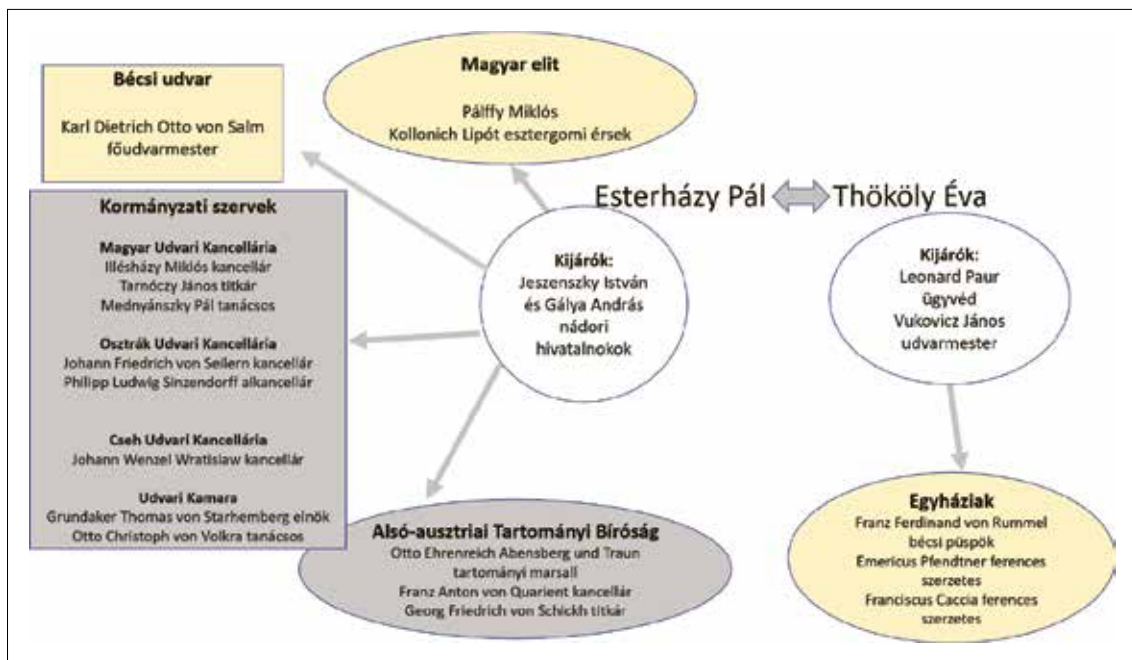 Bécsi udvar
Karl Dietrich Otto von Salm
főudvarmester
Magyar elit
Pálffy Miklós
Kollonich Lipót esztergomi érsek
Esterházy Pál
Thököly Éva
Kormányzati szervek
Magyar Udvari Kancellária
Illésházy Miklós kancellár
Tarnóczy János titkár
Mednyánszky Pál tanácsos
Osztrák Udvari Kancellária
Johann Friedrich von Seilern kancellár
Philipp Ludwig Sinzendorff alkancellár
Cseh Udvari Kancellária
Johann Wenzel Wratislaw kancellár
Udvari Kamara
Grundaker Thomas von Starhemberg elnök
Otto Christoph von Volkra tanácsos
Kijárók:
Jeszenszky István
és Gálya András
nádori
hivatalnokok
Kijárók:
Leonard Paur
ügyvéd
Vukovicz János
udvarmester
Alsó-ausztriai Tartományi Bíróság
Otto Ehrenreich Abensberg und Traun
tartományi marsall
Franz Anton von Quarient kancellár
Georg Friedrich von Schickh titkár
Egyháziak
Franz Ferdinand von Rummel
bécsi püspök
Emericus Pfendtner ferences
szerzetes
Franciscus Caccia ferences
szerzetes